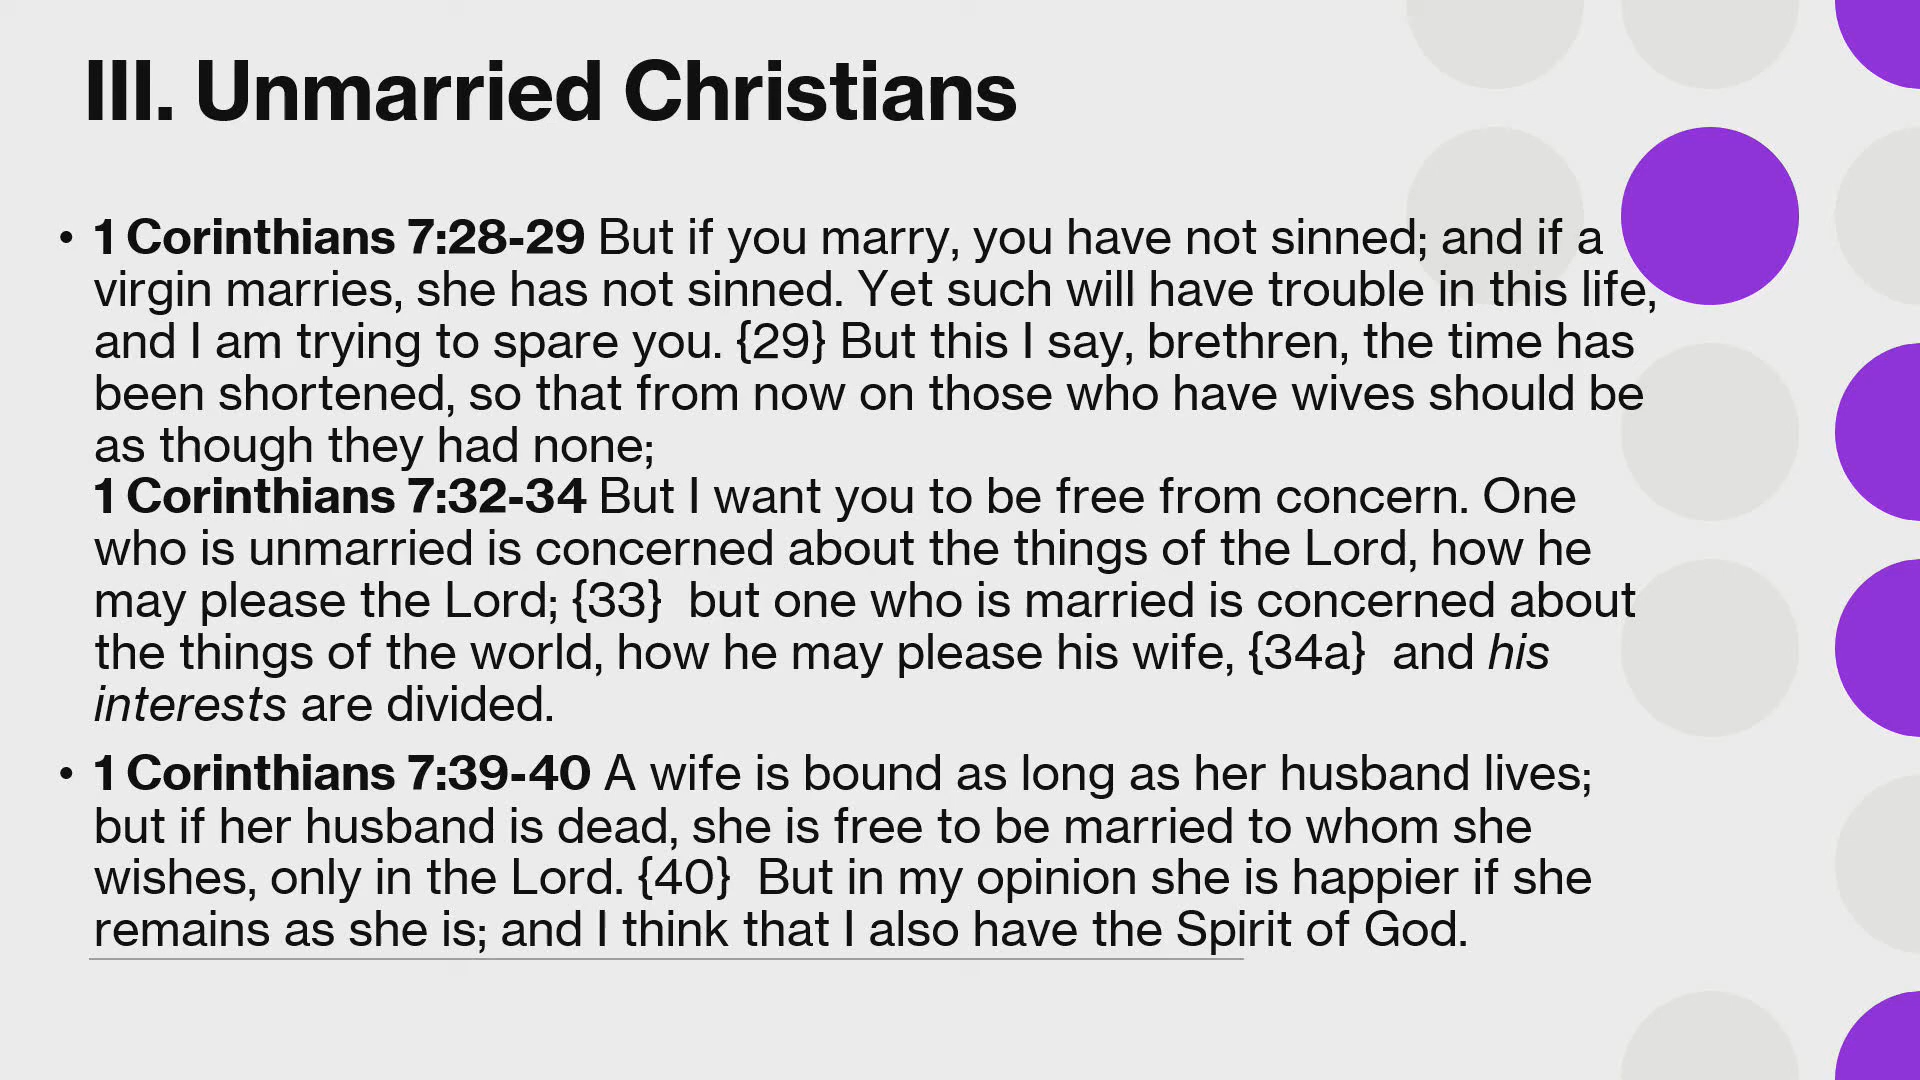 III. Unmarried Christians
• 1 Corinthians 7:28-29 But if you marry, you have not sinned; and if a
virgin marries, she has not sinned. Yet such will have trouble in this life,
and I am trying to spare you. {29} But this I say, brethren, the time has
been shortened, so that from now on those who have wives should be
as though they had none;
1 Corinthians 7:32-34 But I want you to be free from concern. One
who is unmarried is concerned about the things of the Lord, how he
may please the Lord; {33}  but one who is married is concerned about
the things of the world, how he may please his wife, {34a}  and his
interests are divided.
• 1 Corinthians 7:39-40 A wife is bound as long as her husband lives;
but if her husband is dead, she is free to be married to whom she
wishes, only in the Lord. {40}  But in my opinion she is happier if she
remains as she is; and I think that I also have the Spirit of God.